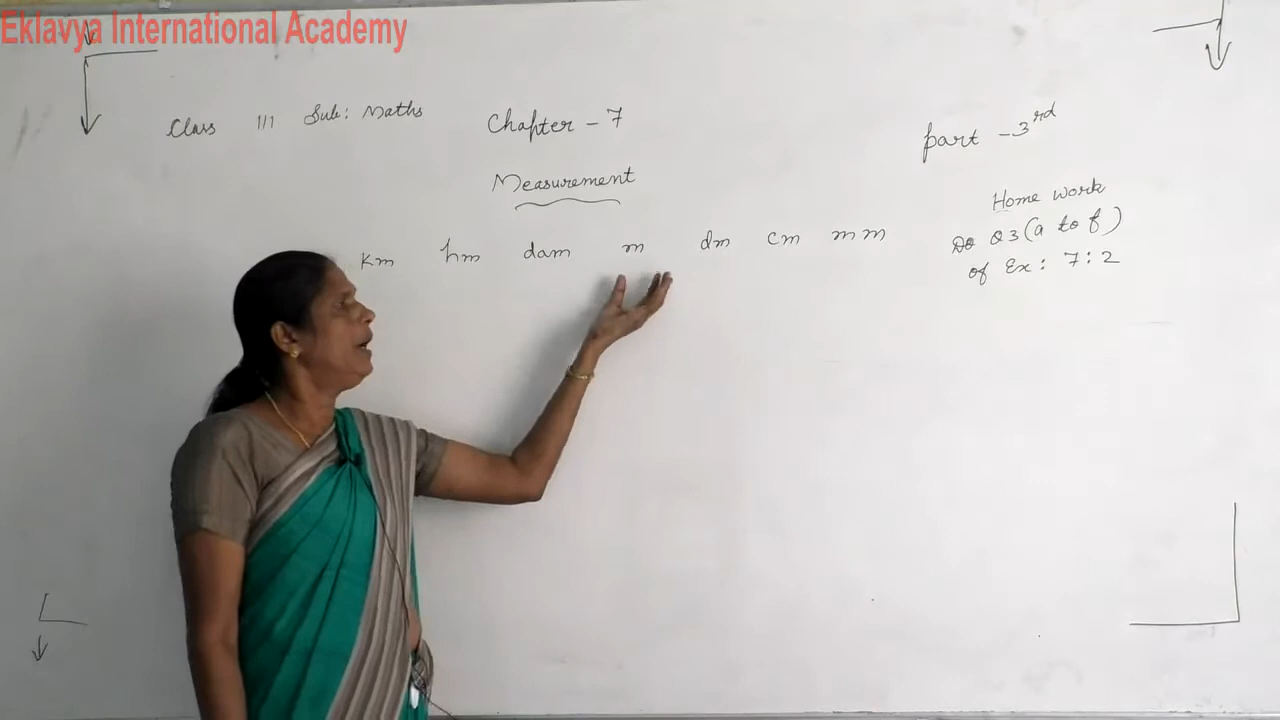 Eklavya International Academy
Class III Sub: Maths Chapter - 7 part - 3rd
Measurement
Km hm dam m dm cm mm
Home work
Do Q3 (a to f)
of Ex: 7:2